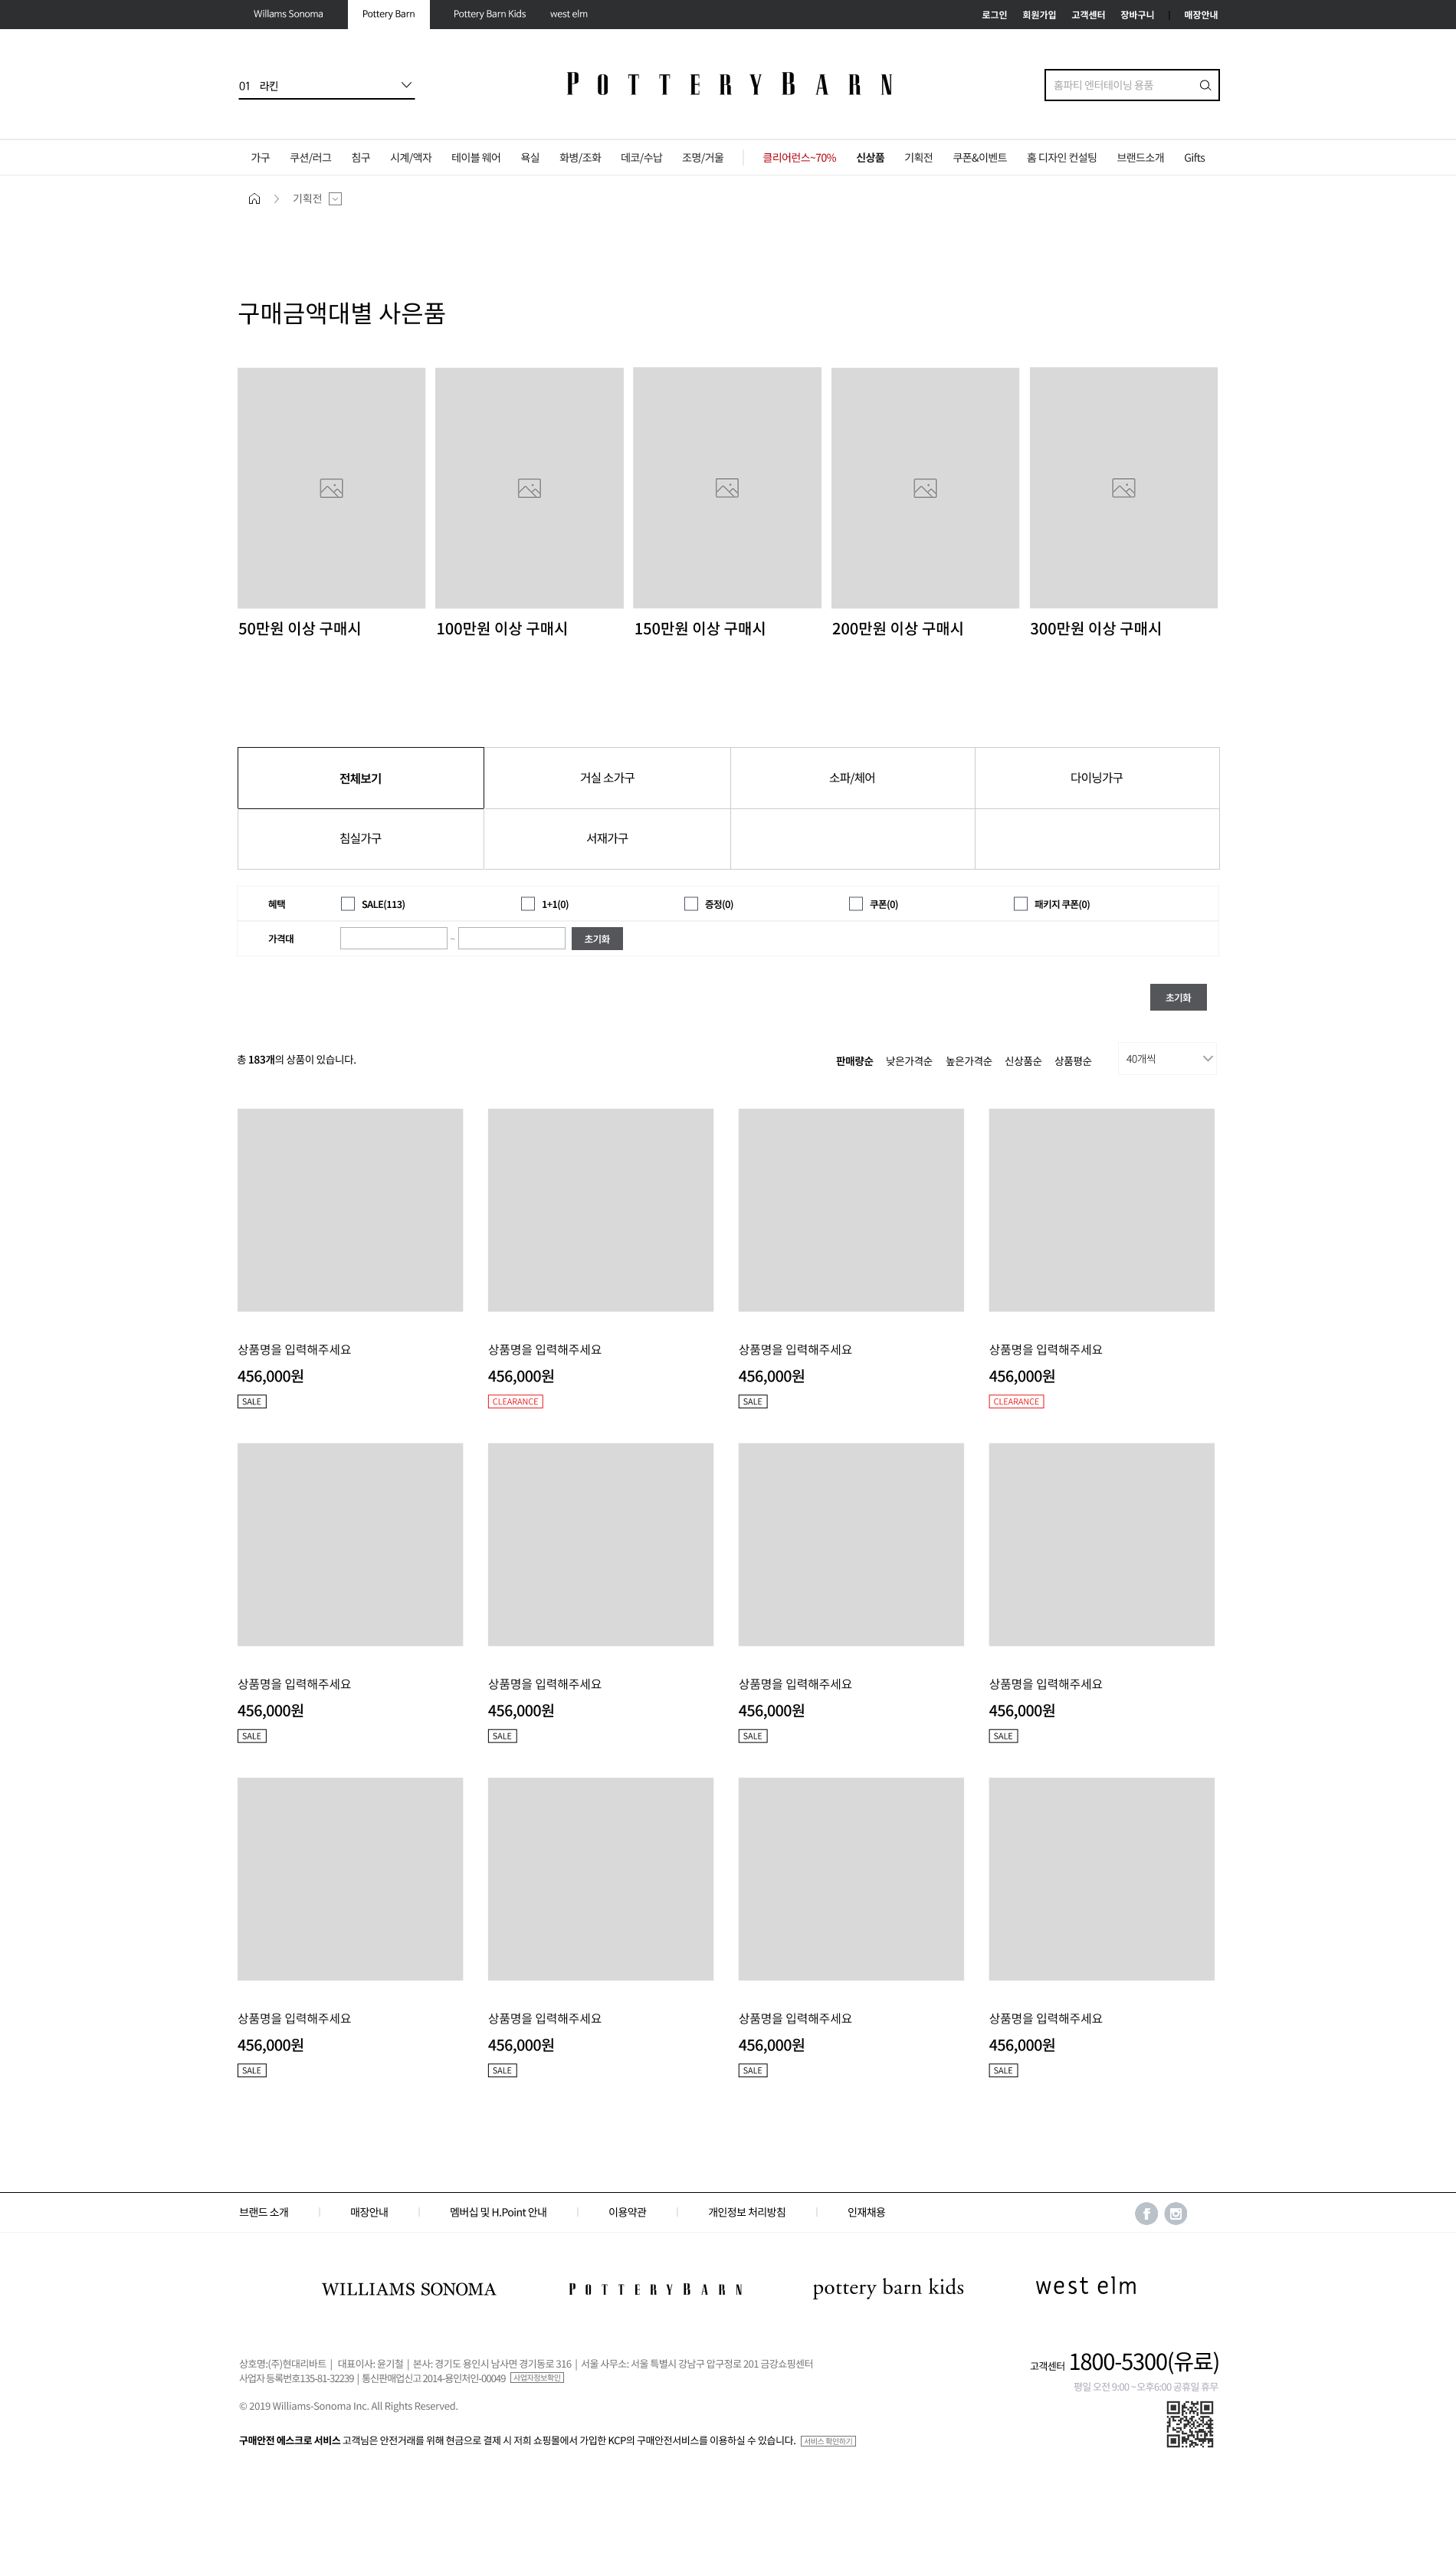 Willams Sonoma Pottery Barn Pottery Barn Kids west elm 로그인 회원가입 고객센터 장바구니 | 매장안내
01 라킨
POTTERY BARN
홈파티 엔터테이닝 용품
가구 쿠션/러그 침구 시계/액자 테이블 웨어 욕실 화병/조화 데코/수납 조명/거울 클리어런스~70% 신상품 기획전 쿠폰&이벤트 홈 디자인 컨설팅 브랜드소개 Gifts
기획전
구매금액대별 사은품
50만원 이상 구매시 100만원 이상 구매시 150만원 이상 구매시 200만원 이상 구매시 300만원 이상 구매시
전체보기 거실 소가구 소파/체어 다이닝가구
침실가구 서재가구
혜택 SALE(113) 1+1(0) 증정(0) 쿠폰(0) 패키지 쿠폰(0)
가격대 ~ 초기화
초기화
총 183개의 상품이 있습니다. 판매량순 낮은가격순 높은가격순 신상품순 상품평순 40개씩
상품명을 입력해주세요 상품명을 입력해주세요 상품명을 입력해주세요 상품명을 입력해주세요
456,000원 456,000원 456,000원 456,000원
SALE CLEARANCE SALE CLEARANCE
상품명을 입력해주세요 상품명을 입력해주세요 상품명을 입력해주세요 상품명을 입력해주세요
456,000원 456,000원 456,000원 456,000원
SALE SALE SALE SALE
상품명을 입력해주세요 상품명을 입력해주세요 상품명을 입력해주세요 상품명을 입력해주세요
456,000원 456,000원 456,000원 456,000원
SALE SALE SALE SALE
브랜드 소개 | 매장안내 | 멤버십 및 H.Point 안내 | 이용약관 | 개인정보 처리방침 | 인재채용
WILLIAMS SONOMA POTTERY BARN pottery barn kids west elm
상호명:(주)현대리바트 | 대표이사: 윤기철 | 본사: 경기도 용인시 남사면 경기동로 316 | 서울 사무소: 서울 특별시 강남구 압구정로 201 금강쇼핑센터
사업자 등록번호135-81-32239 | 통신판매업신고 2014-용인처인-00049 사업자정보확인
© 2019 Williams-Sonoma Inc. All Rights Reserved.
구매안전 에스크로 서비스 고객님은 안전거래를 위해 현금으로 결제 시 저희 쇼핑몰에서 가입한 KCP의 구매안전서비스를 이용하실 수 있습니다. 서비스 확인하기
고객센터 1800-5300(유료)
평일 오전 9:00 ~ 오후6:00 공휴일 휴무